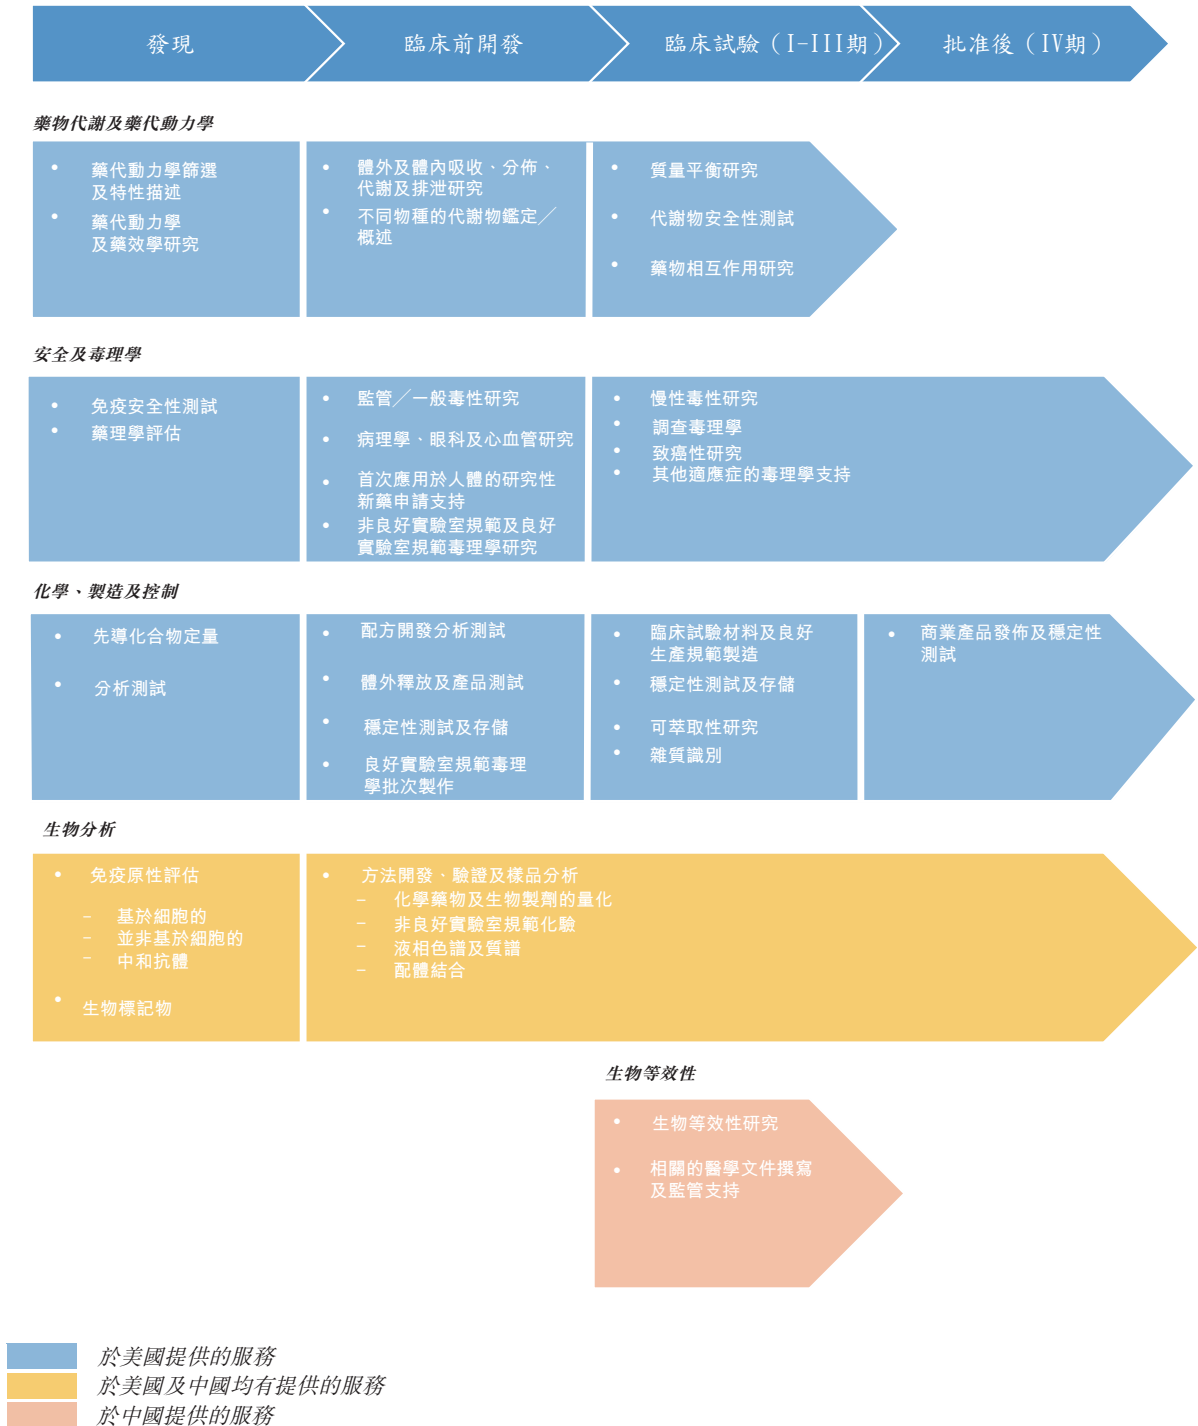 發現
臨床前開發
臨床試驗（I-III期）
批准後（IV期）
藥物代謝及藥代動力學
• 藥代動力學篩選
及特性描述
• 藥代動力學
及藥效學研究
• 體外及體內吸收、分佈、
代謝及排泄研究
• 不同物種的代謝物鑑定╱
概述
• 質量平衡研究
• 代謝物安全性測試
• 藥物相互作用研究
安全及毒理學
• 免疫安全性測試
• 藥理學評估
• 監管╱一般毒性研究
• 病理學、眼科及心血管研究
• 首次應用於人體的研究性
新藥申請支持
• 非良好實驗室規範及良好
實驗室規範毒理學研究
• 慢性毒性研究
• 調查毒理學
• 致癌性研究
• 其他適應症的毒理學支持
化學、製造及控制
• 先導化合物定量
• 分析測試
• 配方開發分析測試
• 體外釋放及產品測試
• 穩定性測試及存儲
• 良好實驗室規範毒理
學批次製作
• 臨床試驗材料及良好
生產規範製造
• 穩定性測試及存儲
• 可萃取性研究
• 雜質識別
• 商業產品發佈及穩定性
測試
生物分析
• 免疫原性評估
– 基於細胞的
– 並非基於細胞的
– 中和抗體
• 生物標記物
• 方法開發、驗證及樣品分析
– 化學藥物及生物製劑的量化
– 非良好實驗室規範化驗
– 液相色譜及質譜
– 配體結合
生物等效性
• 生物等效性研究
• 相關的醫學文件撰寫
及監管支持
於美國提供的服務
於美國及中國均有提供的服務
於中國提供的服務